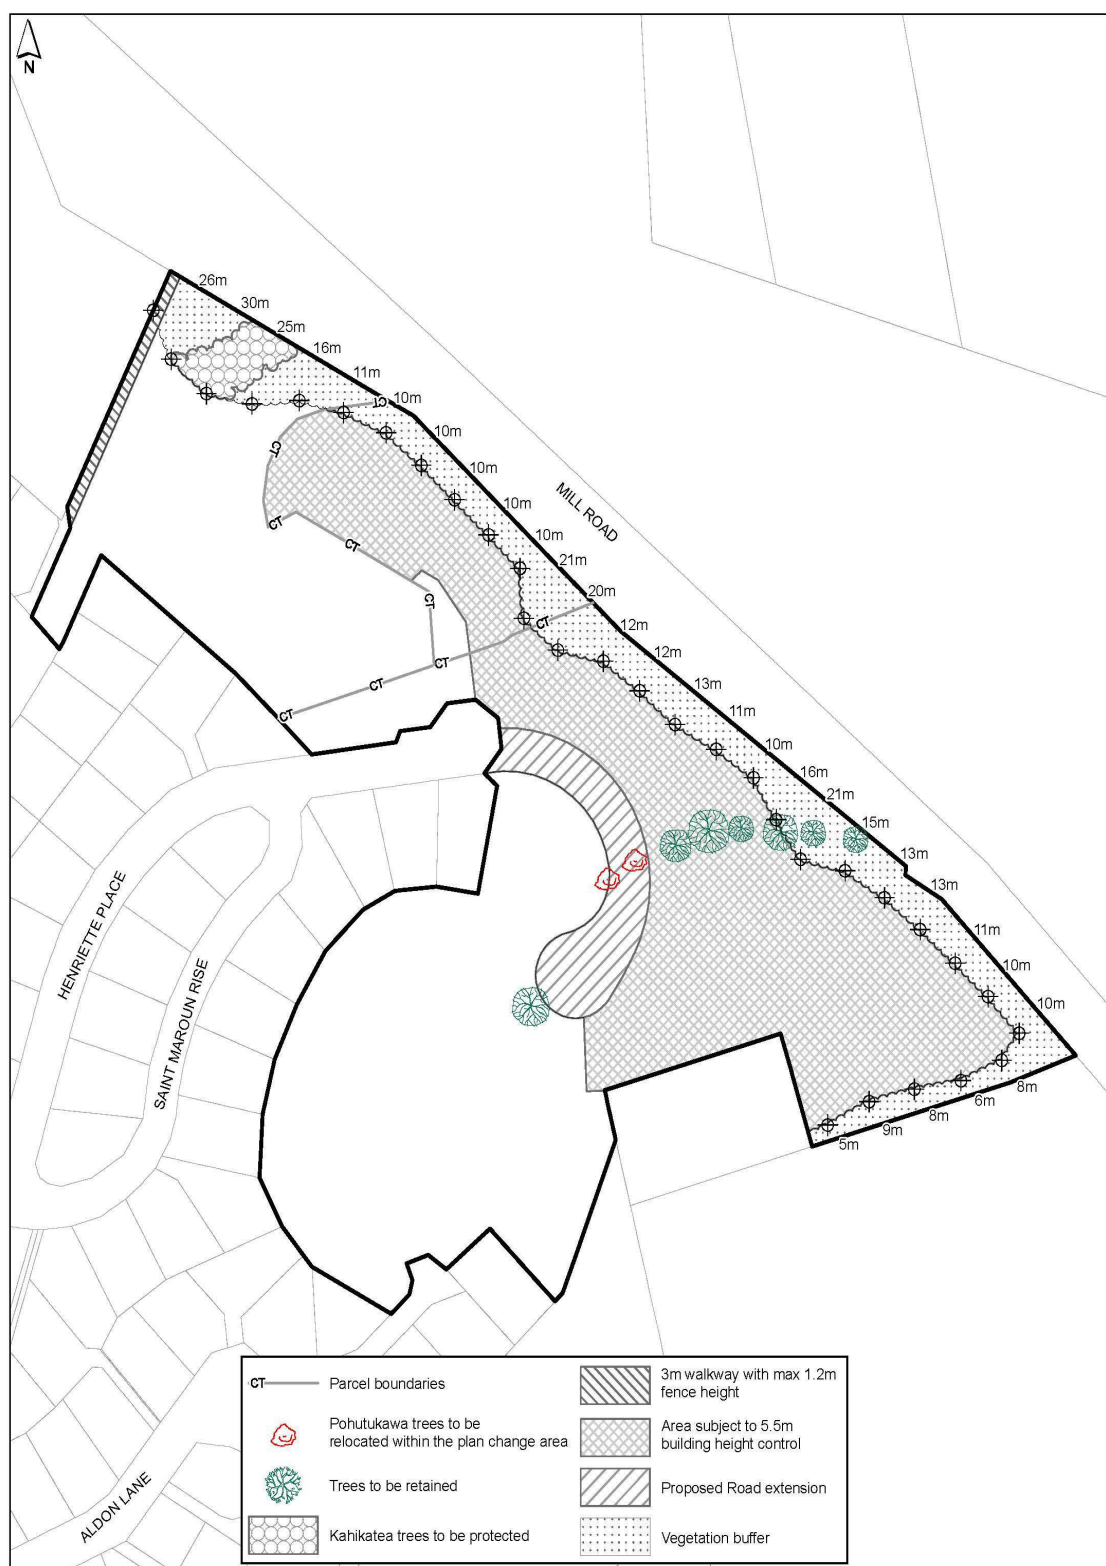 N
26m
30m
25m
16m
11m
10m
CT
10m
CT
10m
10m
MILL ROAD
CT
10m
CT
21m
20m
CT
CT
12m
CT
12m
CT
13m
CT
11m
10m
16m
21m
15m
13m
13m
HENRIETTE PLACE
11m
SAINT MAROUN RISE
10m
10m
8m
6m
8m
9m
5m
ALDON LANE
CT Parcel boundaries
Pohutukawa trees to be
relocated within the plan change area
Trees to be retained
Kahikatea trees to be protected
3m walkway with max 1.2m
fence height
Area subject to 5.5m
building height control
Proposed Road extension
Vegetation buffer